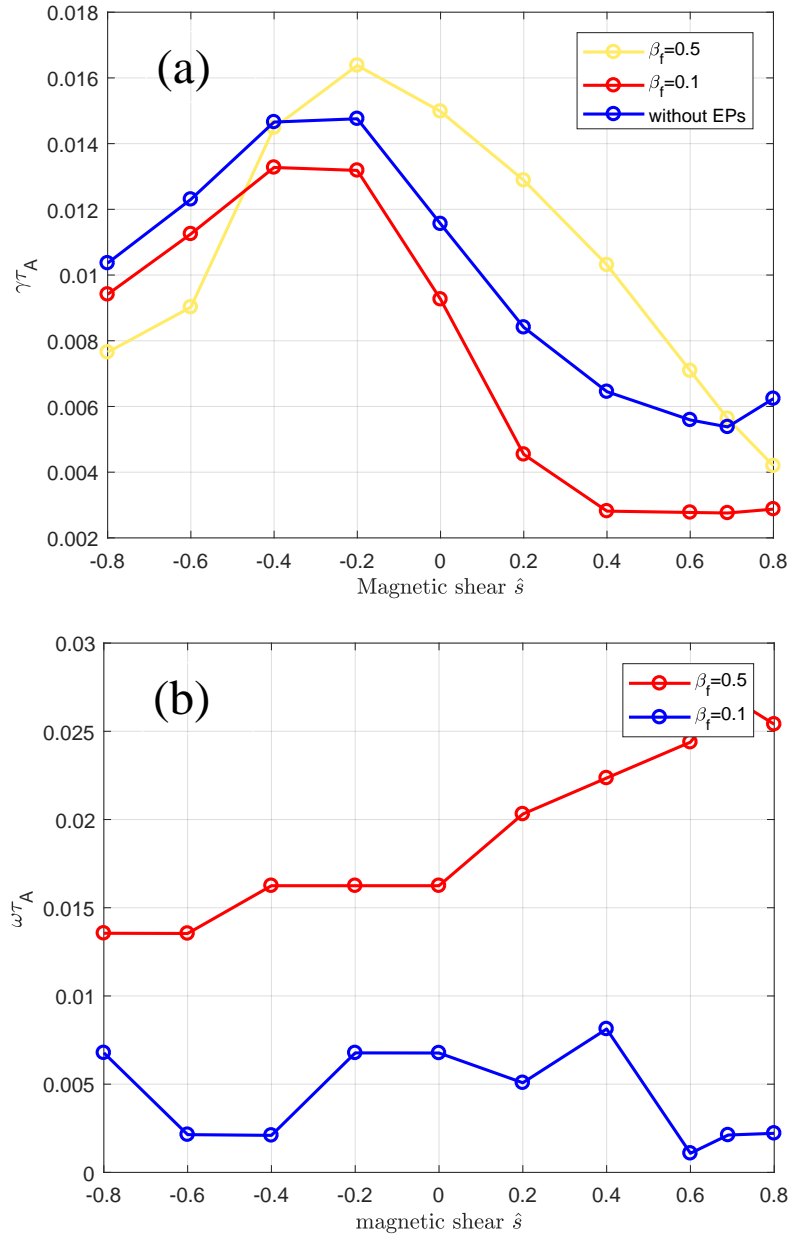 0.018
0.016
0.014
0.012
0.01
0.008
0.006
0.004
0.002
γτA
(a)
βf=0.5
βf=0.1
without EPs
-0.8 -0.6 -0.4 -0.2 0 0.2 0.4 0.6 0.8
Magnetic shear ŝ
0.03
0.025
0.02
0.015
0.01
0.005
0
ωτA
(b)
βf=0.5
βf=0.1
-0.8 -0.6 -0.4 -0.2 0 0.2 0.4 0.6 0.8
magnetic shear ŝ